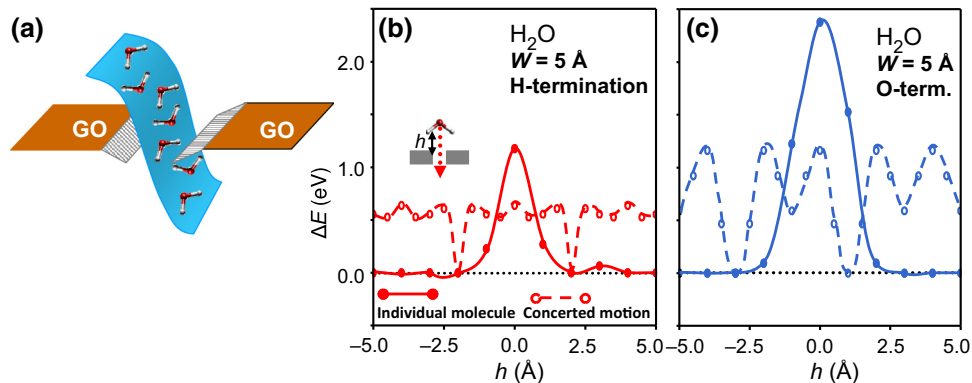 (a)
GO
GO
(b)
H₂O
W = 5 Å
H-termination
h
ΔE (eV)
2.0
1.0
0.0
Individual molecule
Concerted motion
–5.0
–2.5
0.0
2.5
5.0
h (Å)
(c)
H₂O
W = 5 Å
O-term.
–5.0
–2.5
0.0
2.5
5.0
h (Å)